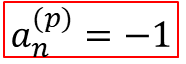 $a_n^{(p)} = -1$